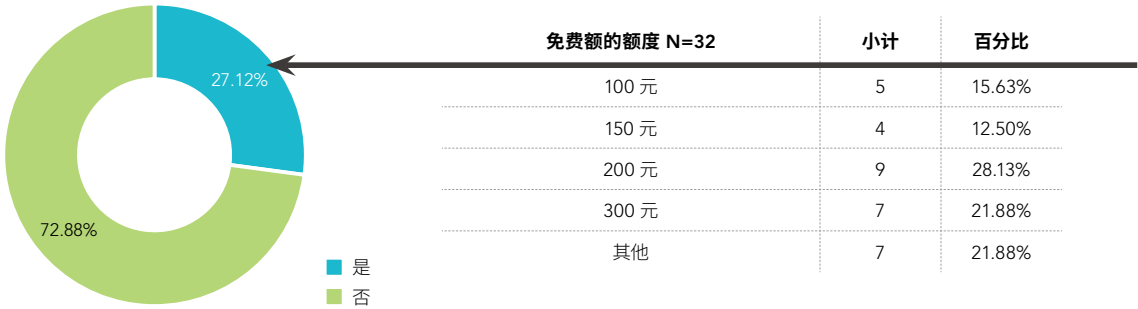 27.12%
72.88%
是
否
免费额的额度 N=32 小计 百分比
100 元 5 15.63%
150 元 4 12.50%
200 元 9 28.13%
300 元 7 21.88%
其他 7 21.88%